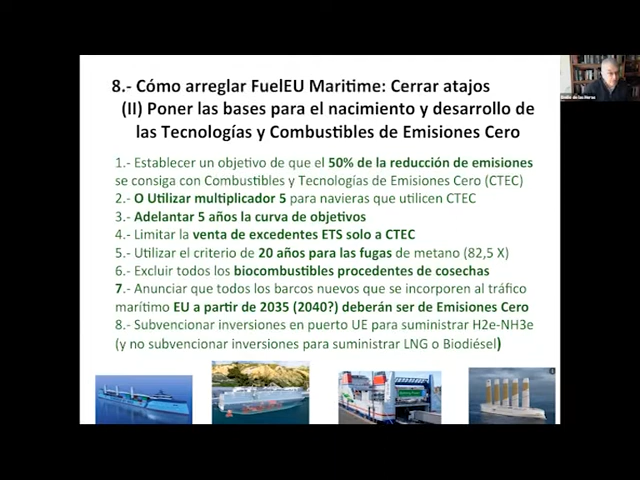 8.- Cómo arreglar FuelEU Maritime: Cerrar atajos
(II) Poner las bases para el nacimiento y desarrollo de
las Tecnologías y Combustibles de Emisiones Cero
1.- Establecer un objetivo de que el 50% de la reducción de emisiones
se consiga con Combustibles y Tecnologías de Emisiones Cero (CTEC)
2.- O Utilizar multiplicador 5 para navieras que utilicen CTEC
3.- Adelantar 5 años la curva de objetivos
4.- Limitar la venta de excedentes ETS solo a CTEC
5.- Utilizar el criterio de 20 años para las fugas de metano (82,5 X)
6.- Excluir todos los biocombustibles procedentes de cosechas
7.- Anunciar que todos los barcos nuevos que se incorporen al tráfico
marítimo EU a partir de 2035 (2040?) deberán ser de Emisiones Cero
8.- Subvencionar inversiones en puerto UE para suministrar H2e-NH3e
(y no subvencionar inversiones para suministrar LNG o Biodiésel)